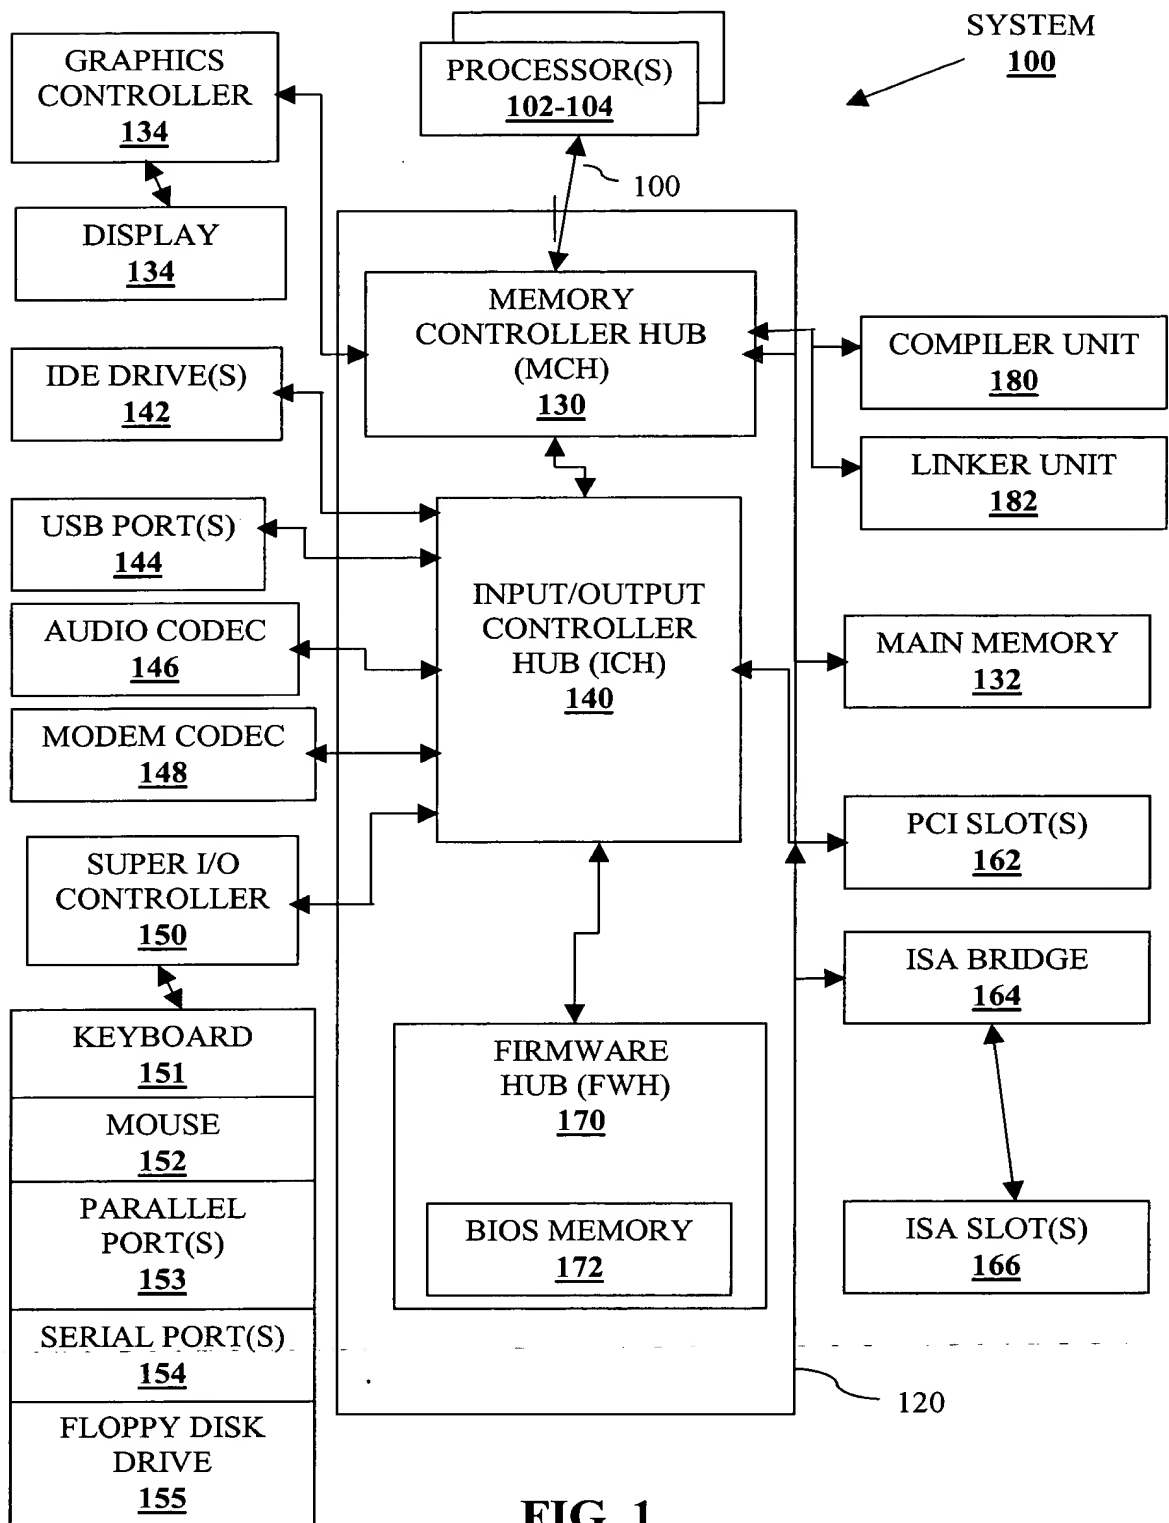 SYSTEM
100
GRAPHICS
CONTROLLER
134
PROCESSOR(S)
102-104
100
DISPLAY
134
MEMORY
CONTROLLER HUB
(MCH)
130
COMPILER UNIT
180
IDE DRIVE(S)
142
LINKER UNIT
182
USB PORT(S)
144
INPUT/OUTPUT
CONTROLLER
HUB (ICH)
140
AUDIO CODEC
146
MAIN MEMORY
132
MODEM CODEC
148
PCI SLOT(S)
162
SUPER I/O
CONTROLLER
150
ISA BRIDGE
164
KEYBOARD
151
FIRMWARE
HUB (FWH)
170
MOUSE
152
PARALLEL
PORT(S)
153
BIOS MEMORY
172
ISA SLOT(S)
166
SERIAL PORT(S)
154
120
FLOPPY DISK
DRIVE
155
FIG. 1